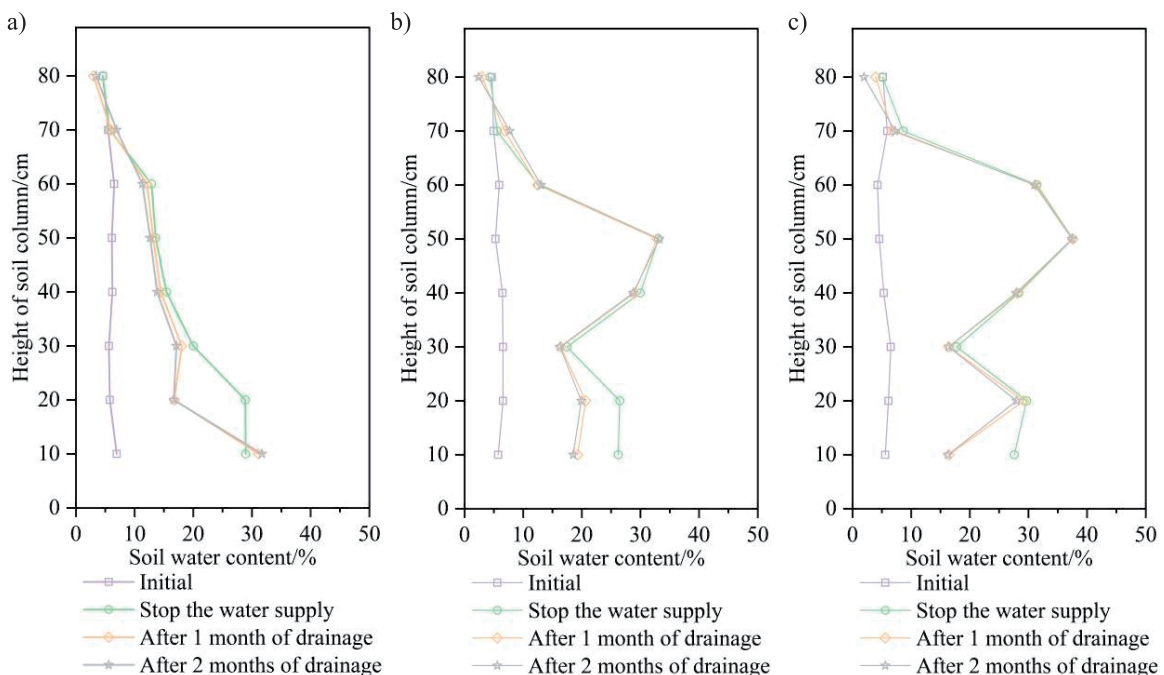 a)
80
70
60
50
40
30
20
10
0
Height of soil column/cm
0 10 20 30 40 50
Soil water content/%
Initial
Stop the water supply
After 1 month of drainage
After 2 months of drainage
b)
80
70
60
50
40
30
20
10
0
Height of soil column/cm
0 10 20 30 40 50
Soil water content/%
Initial
Stop the water supply
After 1 month of drainage
After 2 months of drainage
c)
80
70
60
50
40
30
20
10
0
Height of soil column/cm
0 10 20 30 40 50
Soil water content/%
Initial
Stop the water supply
After 1 month of drainage
After 2 months of drainage